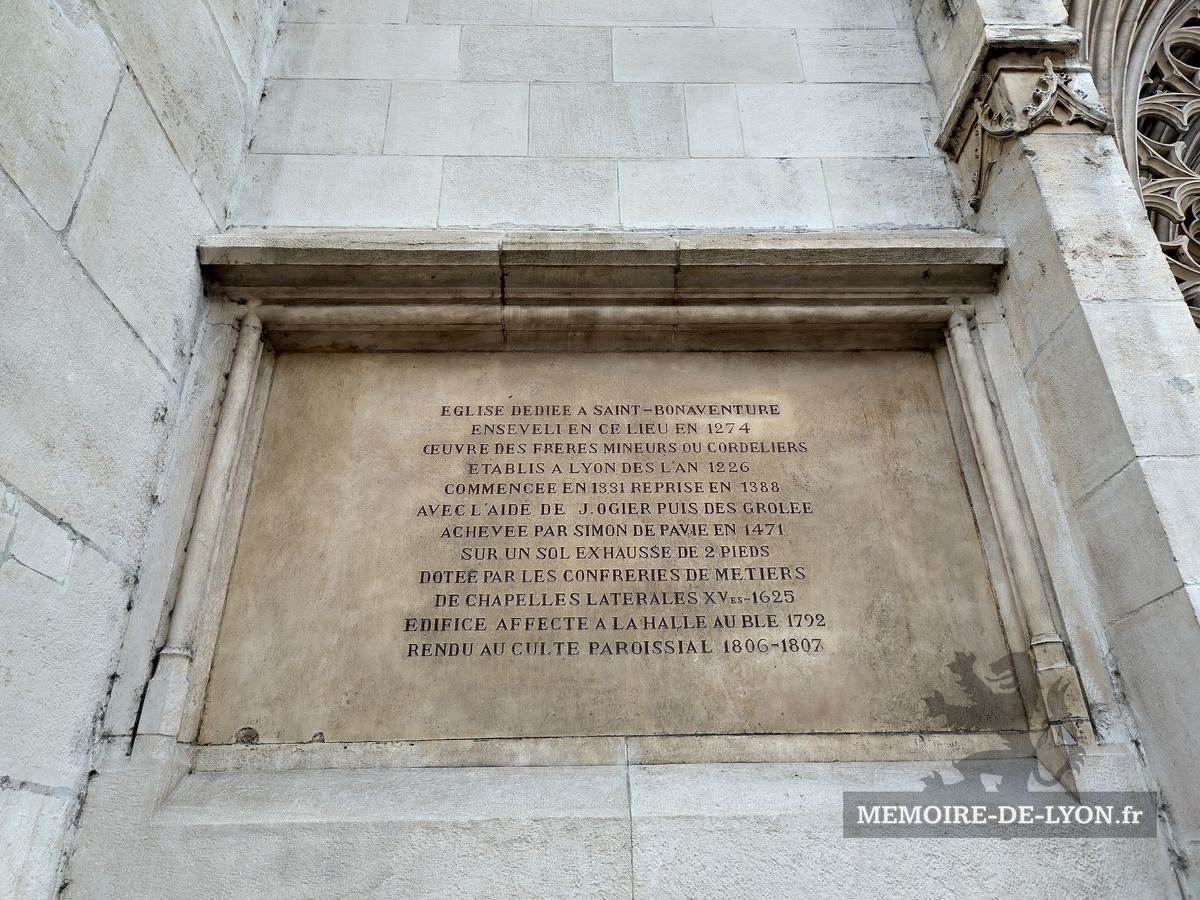 EGLISE DEDIEE A SAINT-BONAVENTURE
ENSEVELI EN CE LIEU EN 1274
ŒUVRE DES FRERES MINEURS OU CORDELIERS
ETABLIS A LYON DES L'AN 1226
COMMENCEE EN 1331 REPRISE EN 1388
AVEC L'AIDE DE J. OGIER PUIS DES GROLEE
ACHEVEE PAR SIMON DE PAVIE EN 1471
SUR UN SOL EXHAUSSE DE 2 PIEDS
DOTEE PAR LES CONFRERIES DE METIERS
DE CHAPELLES LATERALES XVES-1625
EDIFICE AFFECTE A LA HALLE AU BLE 1792
RENDU AU CULTE PAROISSIAL 1806-1807
MEMOIRE-DE-LYON.fr